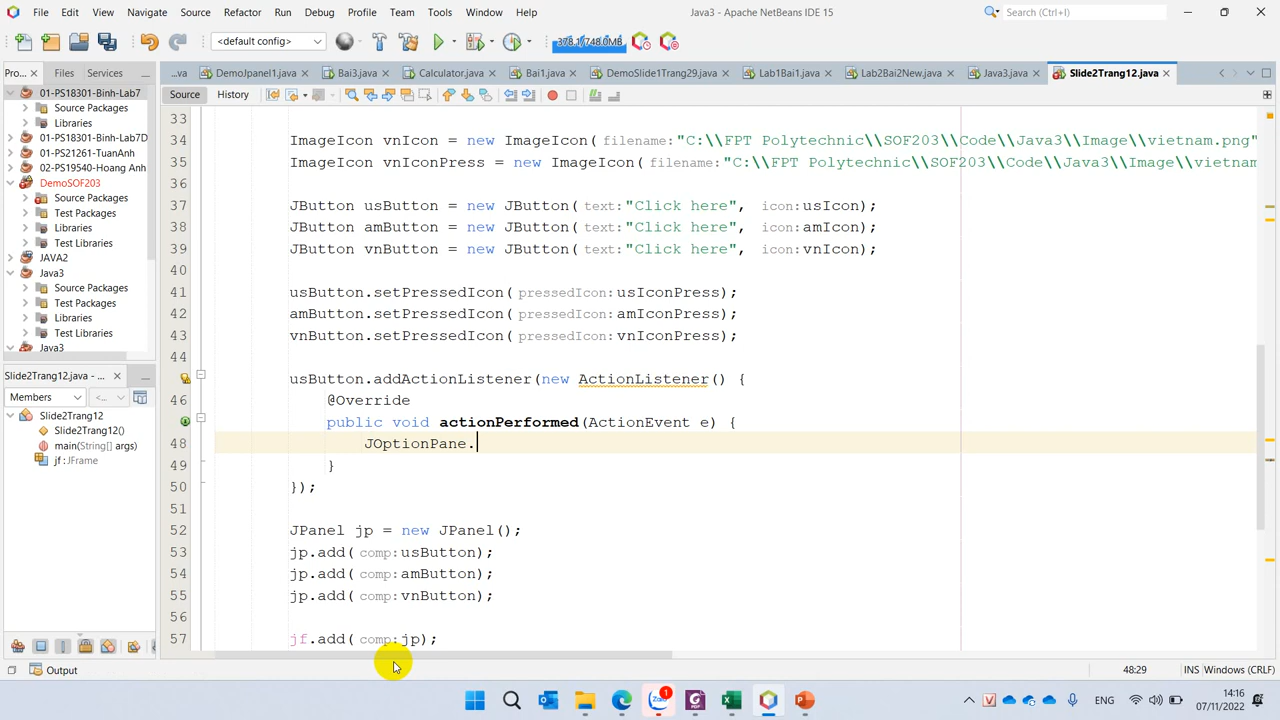 File Edit View Navigate Source Refactor Run Debug Profile Team Tools Window Help
Java3 - Apache NetBeans IDE 15
Search (Ctrl+I)
<default config>
378.1/748.0MB
Pro... Files Services
...va DemoJpanel1.java Bai.java Calculator.java Bai1.java DemoSlide1Trang29.java Lab1Bai1.java Lab2Bai2New.java Java3.java Slide2Trang12.java
01-PS18301-Binh-Lab7
Source Packages
Libraries
01-PS18301-Binh-Lab7D
01-PS21261-TuanAnh
02-PS19540-Hoang Anh
DemoSOF203
Source Packages
Test Packages
Libraries
Test Libraries
JAVA2
Java3
Source Packages
Test Packages
Libraries
Test Libraries
Java3
Slide2Trang12.java - ...
Members <...>
Slide2Trang12
Slide2Trang12()
main(String[] args)
jf : JFrame
Source History
33
34 ImageIcon vnIcon = new ImageIcon( filename: "C:\\FPT Polytechnic\\SOF203\\Code\\Java3\\Image\\vietnam.png"
35 ImageIcon vnIconPress = new ImageIcon( filename: "C:\\FPT Polytechnic\\SOF203\\Code\\Java3\\Image\\vietnam
36
37 JButton usButton = new JButton( text: "Click here", icon: usIcon);
38 JButton amButton = new JButton( text: "Click here", icon: amIcon);
39 JButton vnButton = new JButton( text: "Click here", icon: vnIcon);
40
41 usButton.setPressedIcon( pressedIcon: usIconPress);
42 amButton.setPressedIcon( pressedIcon: amIconPress);
43 vnButton.setPressedIcon( pressedIcon: vnIconPress);
44
usButton.addActionListener(new ActionListener() {
46 @Override
public void actionPerformed(ActionEvent e) {
48 JOptionPane.
49 }
50 });
51
52 JPanel jp = new JPanel();
53 jp.add( comp: usButton);
54 jp.add( comp: amButton);
55 jp.add( comp: vnButton);
56
57 jf.add( comp: jp);
Output
48:29 INS Windows (CRLF)
1
ENG
14:16
07/11/2022